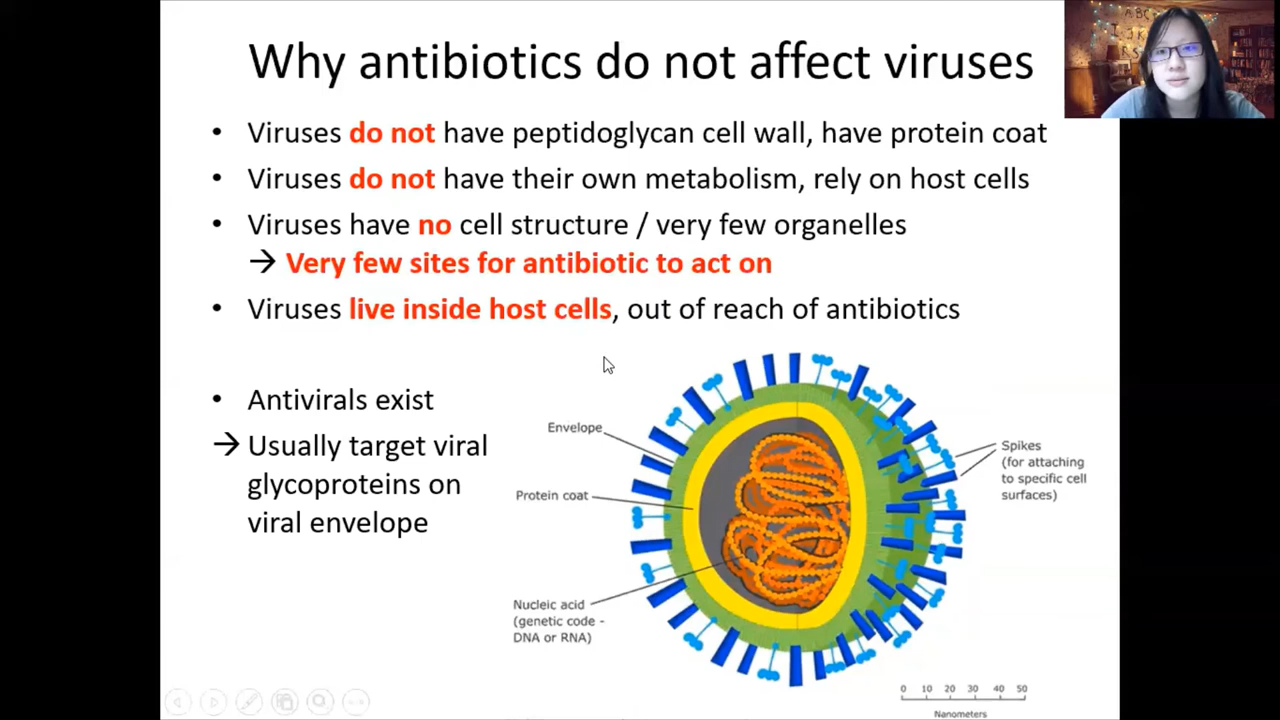 Why antibiotics do not affect viruses
• Viruses do not have peptidoglycan cell wall, have protein coat
• Viruses do not have their own metabolism, rely on host cells
• Viruses have no cell structure / very few organelles
→ Very few sites for antibiotic to act on
• Viruses live inside host cells, out of reach of antibiotics
• Antivirals exist
→ Usually target viral
glycoproteins on
viral envelope
Envelope
Protein coat
Nucleic acid
(genetic code -
DNA or RNA)
Spikes
(for attaching
to specific cell
surfaces)
0 10 20 30 40 50
Nanometers